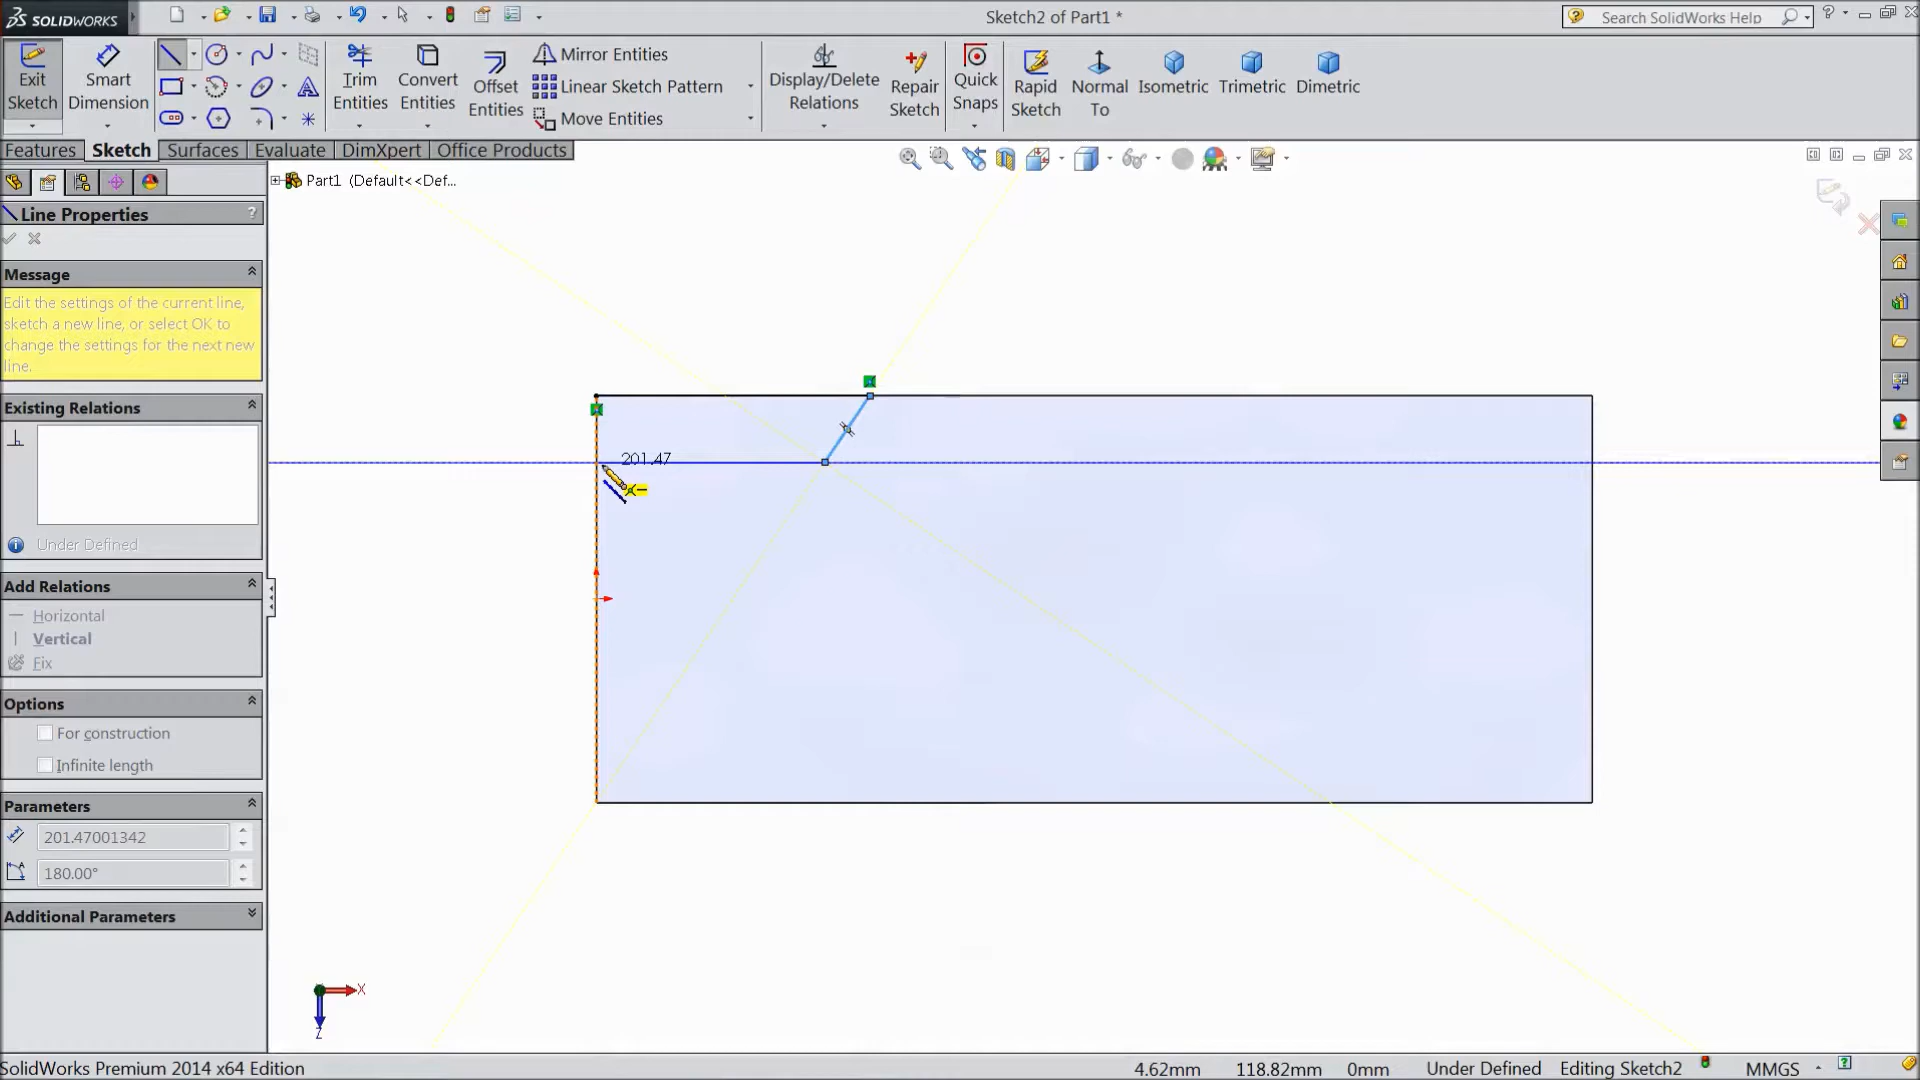 SOLIDWORKS
Sketch2 of Part1 *
Search SolidWorks Help
Exit Sketch
Smart Dimension
Trim Entities
Convert Entities
Offset Entities
Mirror Entities
Linear Sketch Pattern
Move Entities
Display/Delete Relations
Repair Sketch
Quick Snaps
Rapid Sketch
Normal To
Isometric
Trimetric
Dimetric
Features
Sketch
Surfaces
Evaluate
DimXpert
Office Products
Part1 (Default<<Def...
Line Properties
?
Message
Edit the settings of the current line,
sketch a new line, or select OK to
change the settings for the next new
line.
Existing Relations
Under Defined
Add Relations
Horizontal
Vertical
Fix
Options
For construction
Infinite length
Parameters
201.47001342
180.00°
Additional Parameters
201.47
X
Z
SolidWorks Premium 2014 x64 Edition
4.62mm
118.82mm
0mm
Under Defined
Editing Sketch2
MMGS